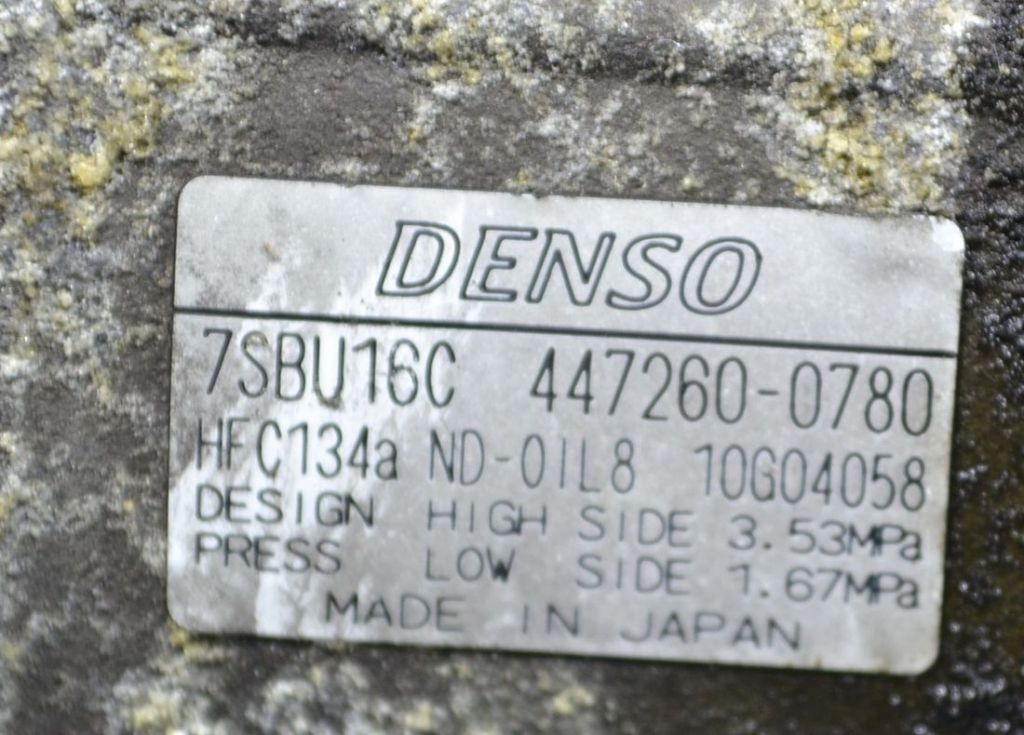 DENSO
7SBU16C 447260-0780
HFC134a ND-OIL8 10G04058
DESIGN HIGH SIDE 3.53MPa
PRESS LOW SIDE 1.67MPa
MADE IN JAPAN